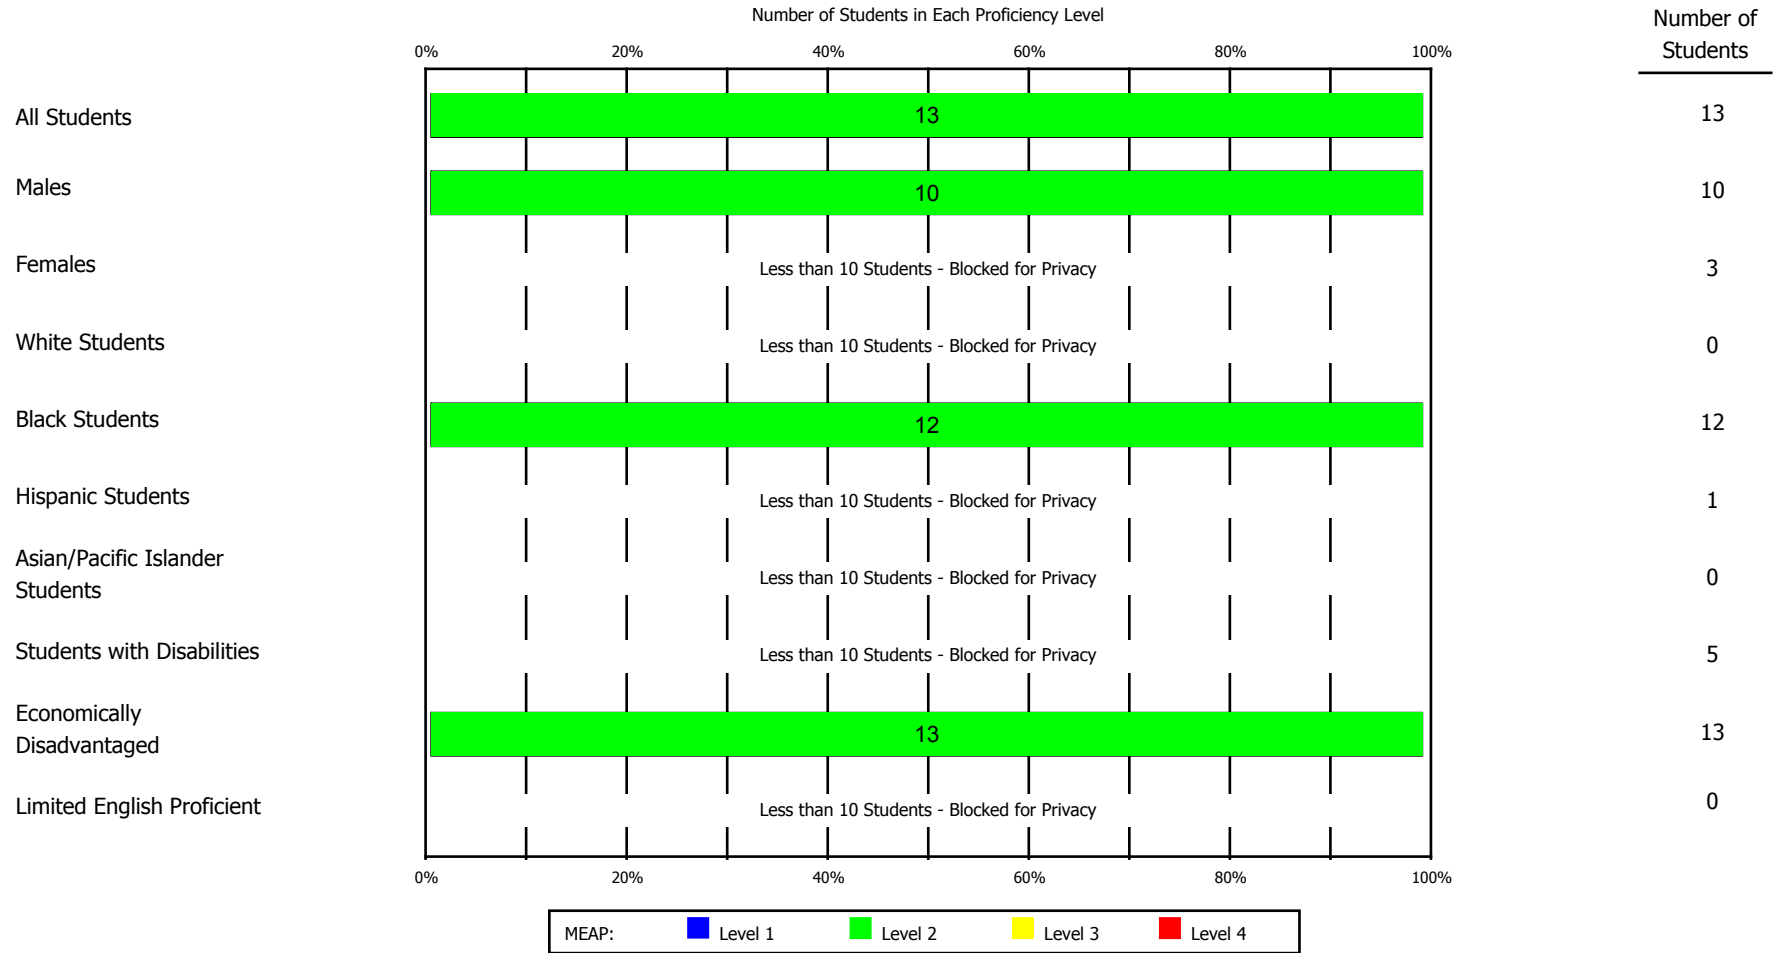 Number of Students in Each Proficiency Level
Number of
Students
0% 20% 40% 60% 80% 100%
All Students 13 13
Males 10 10
Females Less than 10 Students - Blocked for Privacy 3
White Students Less than 10 Students - Blocked for Privacy 0
Black Students 12 12
Hispanic Students Less than 10 Students - Blocked for Privacy 1
Asian/Pacific Islander
Students Less than 10 Students - Blocked for Privacy 0
Students with Disabilities Less than 10 Students - Blocked for Privacy 5
Economically
Disadvantaged 13 13
Limited English Proficient Less than 10 Students - Blocked for Privacy 0
0% 20% 40% 60% 80% 100%
MEAP: Level 1 Level 2 Level 3 Level 4